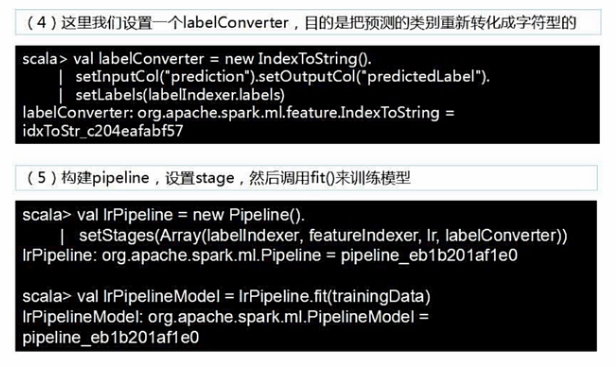 （4）这里我们设置一个labelConverter，目的是把预测的类别重新转化成字符型的
scala> val labelConverter = new IndexToString().
| setInputCol("prediction").setOutputCol("predictedLabel").
| setLabels(labelIndexer.labels)
labelConverter: org.apache.spark.ml.feature.IndexToString =
idxToStr_c204eafabf57
（5）构建pipeline，设置stage，然后调用fit()来训练模型
scala> val lrPipeline = new Pipeline().
| setStages(Array(labelIndexer, featureIndexer, lr, labelConverter))
lrPipeline: org.apache.spark.ml.Pipeline = pipeline_eb1b201af1e0
scala> val lrPipelineModel = lrPipeline.fit(trainingData)
lrPipelineModel: org.apache.spark.ml.PipelineModel =
pipeline_eb1b201af1e0